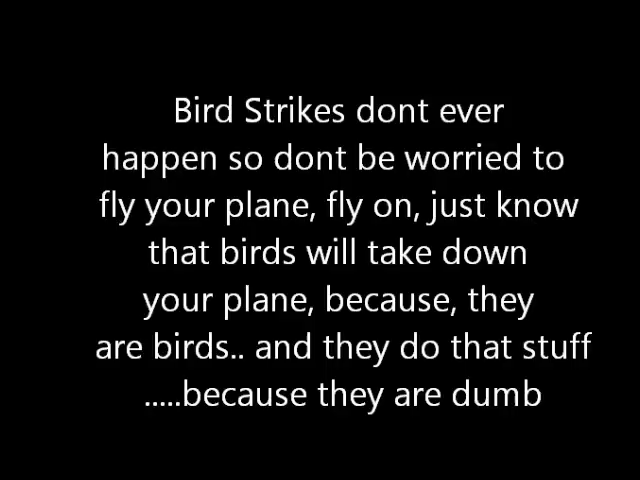 Bird Strikes dont ever
happen so dont be worried to
fly your plane, fly on, just know
that birds will take down
your plane, because, they
are birds.. and they do that stuff
.....because they are dumb